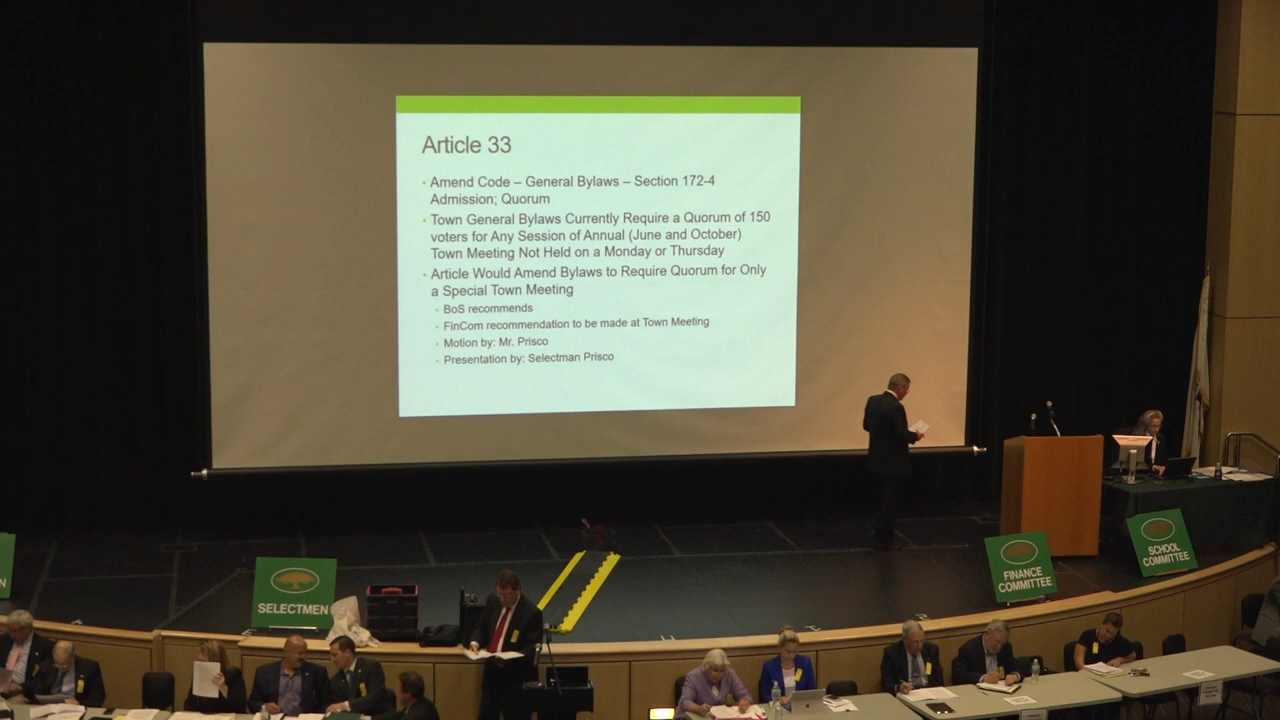 Article 33
Amend Code – General Bylaws – Section 172-4
Admission; Quorum
Town General Bylaws Currently Require a Quorum of 150
voters for Any Session of Annual (June and October)
Town Meeting Not Held on a Monday or Thursday
Article Would Amend Bylaws to Require Quorum for Only
a Special Town Meeting
BoS recommends
FinCom recommendation to be made at Town Meeting
Motion by: Mr. Prisco
Presentation by: Selectman Prisco
SELECTMEN
FINANCE
COMMITTEE
SCHOOL
COMMITTEE